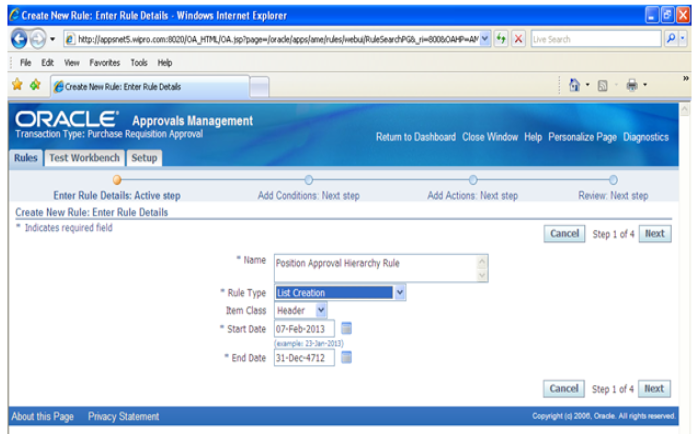 Create New Rule: Enter Rule Details - Windows Internet Explorer
http://appsnet5.wipro.com:8020/OA_HTML/OA.jsp?page=/oracle/apps/ame/rules/webui/RuleSearchPG&_ri=800&OAHP=AM
Live Search
File Edit View Favorites Tools Help
Create New Rule: Enter Rule Details
ORACLE Approvals Management
Transaction Type: Purchase Requisition Approval
Return to Dashboard Close Window Help Personalize Page Diagnostics
Rules Test Workbench Setup
Enter Rule Details: Active step Add Conditions: Next step Add Actions: Next step Review: Next step
Create New Rule: Enter Rule Details
* Indicates required field
Cancel Step 1 of 4 Next
* Name Position Approval Hierarchy Rule
* Rule Type List Creation
Item Class Header
* Start Date 07-Feb-2013
(example: 23-Jan-2013)
* End Date 31-Dec-4712
Cancel Step 1 of 4 Next
About this Page Privacy Statement Copyright (c) 2006, Oracle. All rights reserved.